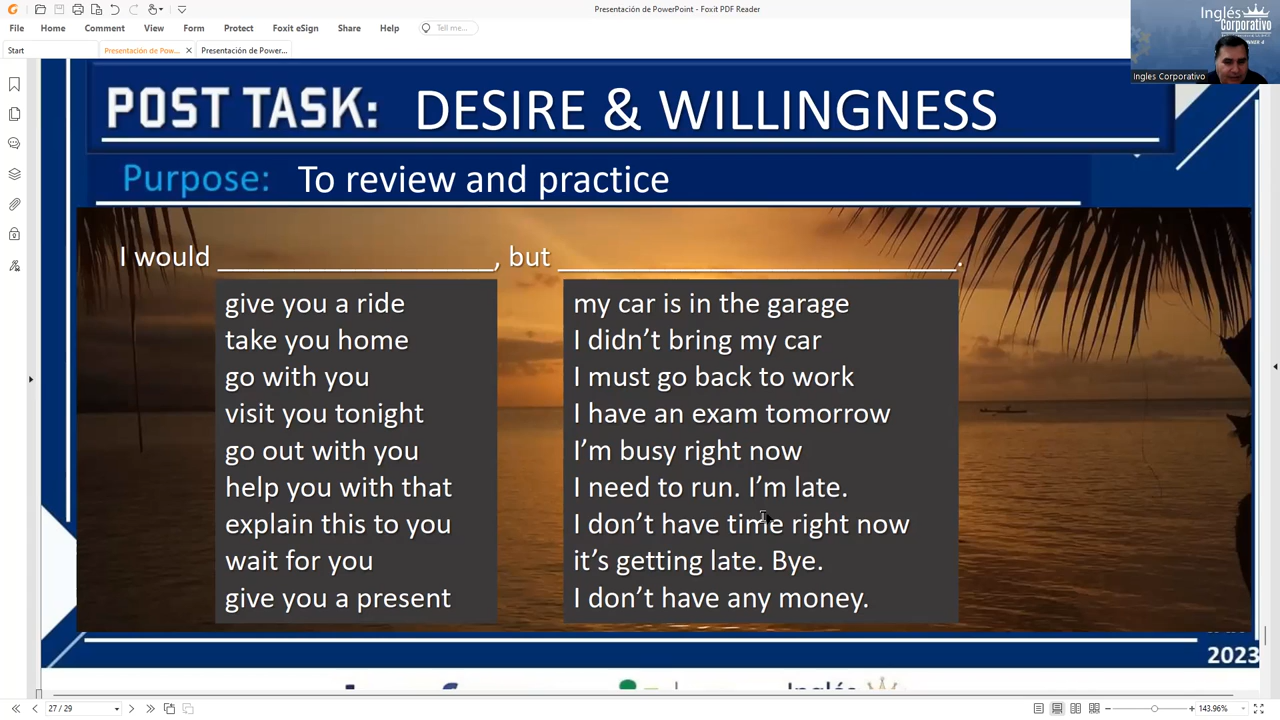 Presentación de PowerPoint - Foxit PDF Reader
File Home Comment View Form Protect Foxit eSign Share Help Tell me...
Start Presentación de Pow... Presentación de Power...
Inglés
Corporativo
Ingles Corporativo
POST TASK: DESIRE & WILLINGNESS
Purpose: To review and practice
I would ____________________, but _____________________________.
give you a ride
take you home
go with you
visit you tonight
go out with you
help you with that
explain this to you
wait for you
give you a present
my car is in the garage
I didn't bring my car
I must go back to work
I have an exam tomorrow
I'm busy right now
I need to run. I'm late.
I don't have time right now
it's getting late. Bye.
I don't have any money.
2023
27 / 29
143.96%